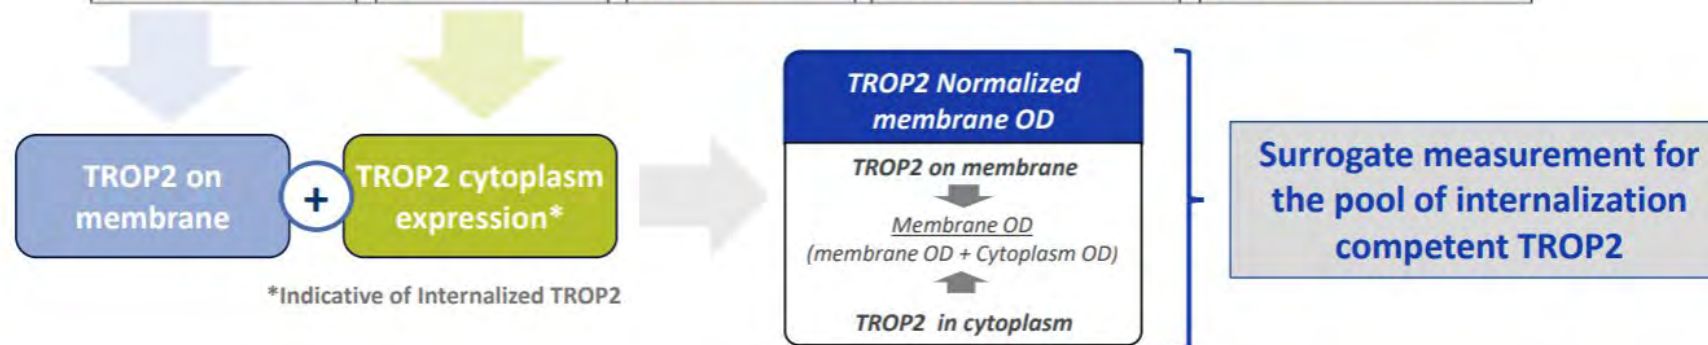 TROP2 on
membrane
+
TROP2 cytoplasm
expression*
*Indicative of Internalized TROP2
TROP2 Normalized
membrane OD
TROP2 on membrane
Membrane OD
(membrane OD + Cytoplasm OD)
TROP2 in cytoplasm
Surrogate measurement for
the pool of internalization
competent TROP2